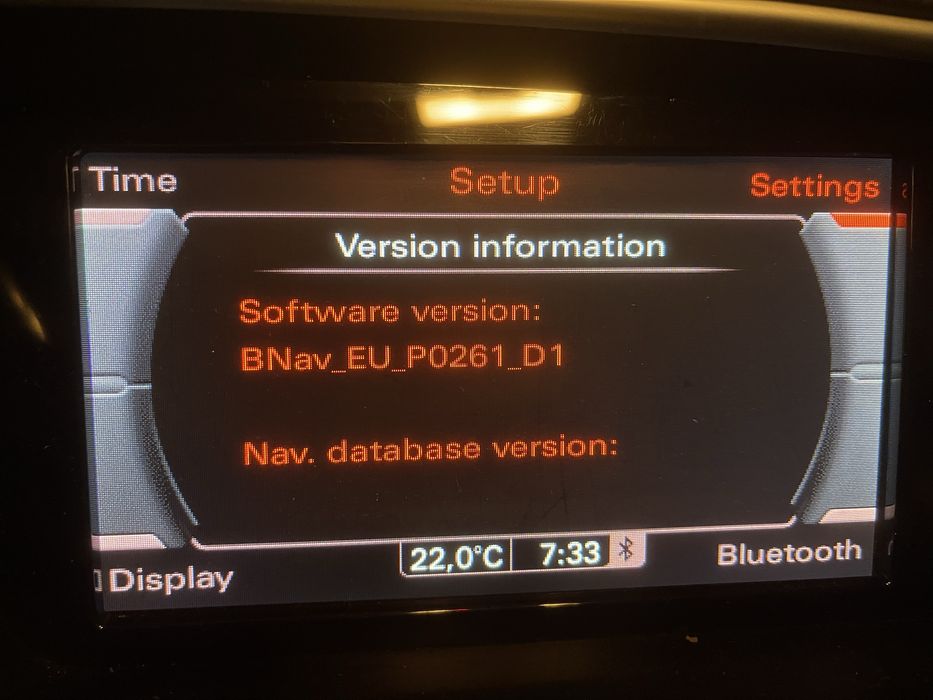 Time
Setup
Settings
Version information
Software version:
BNav_EU_P0261_D1
Nav. database version:
22,0°C
7:33
Display
Bluetooth